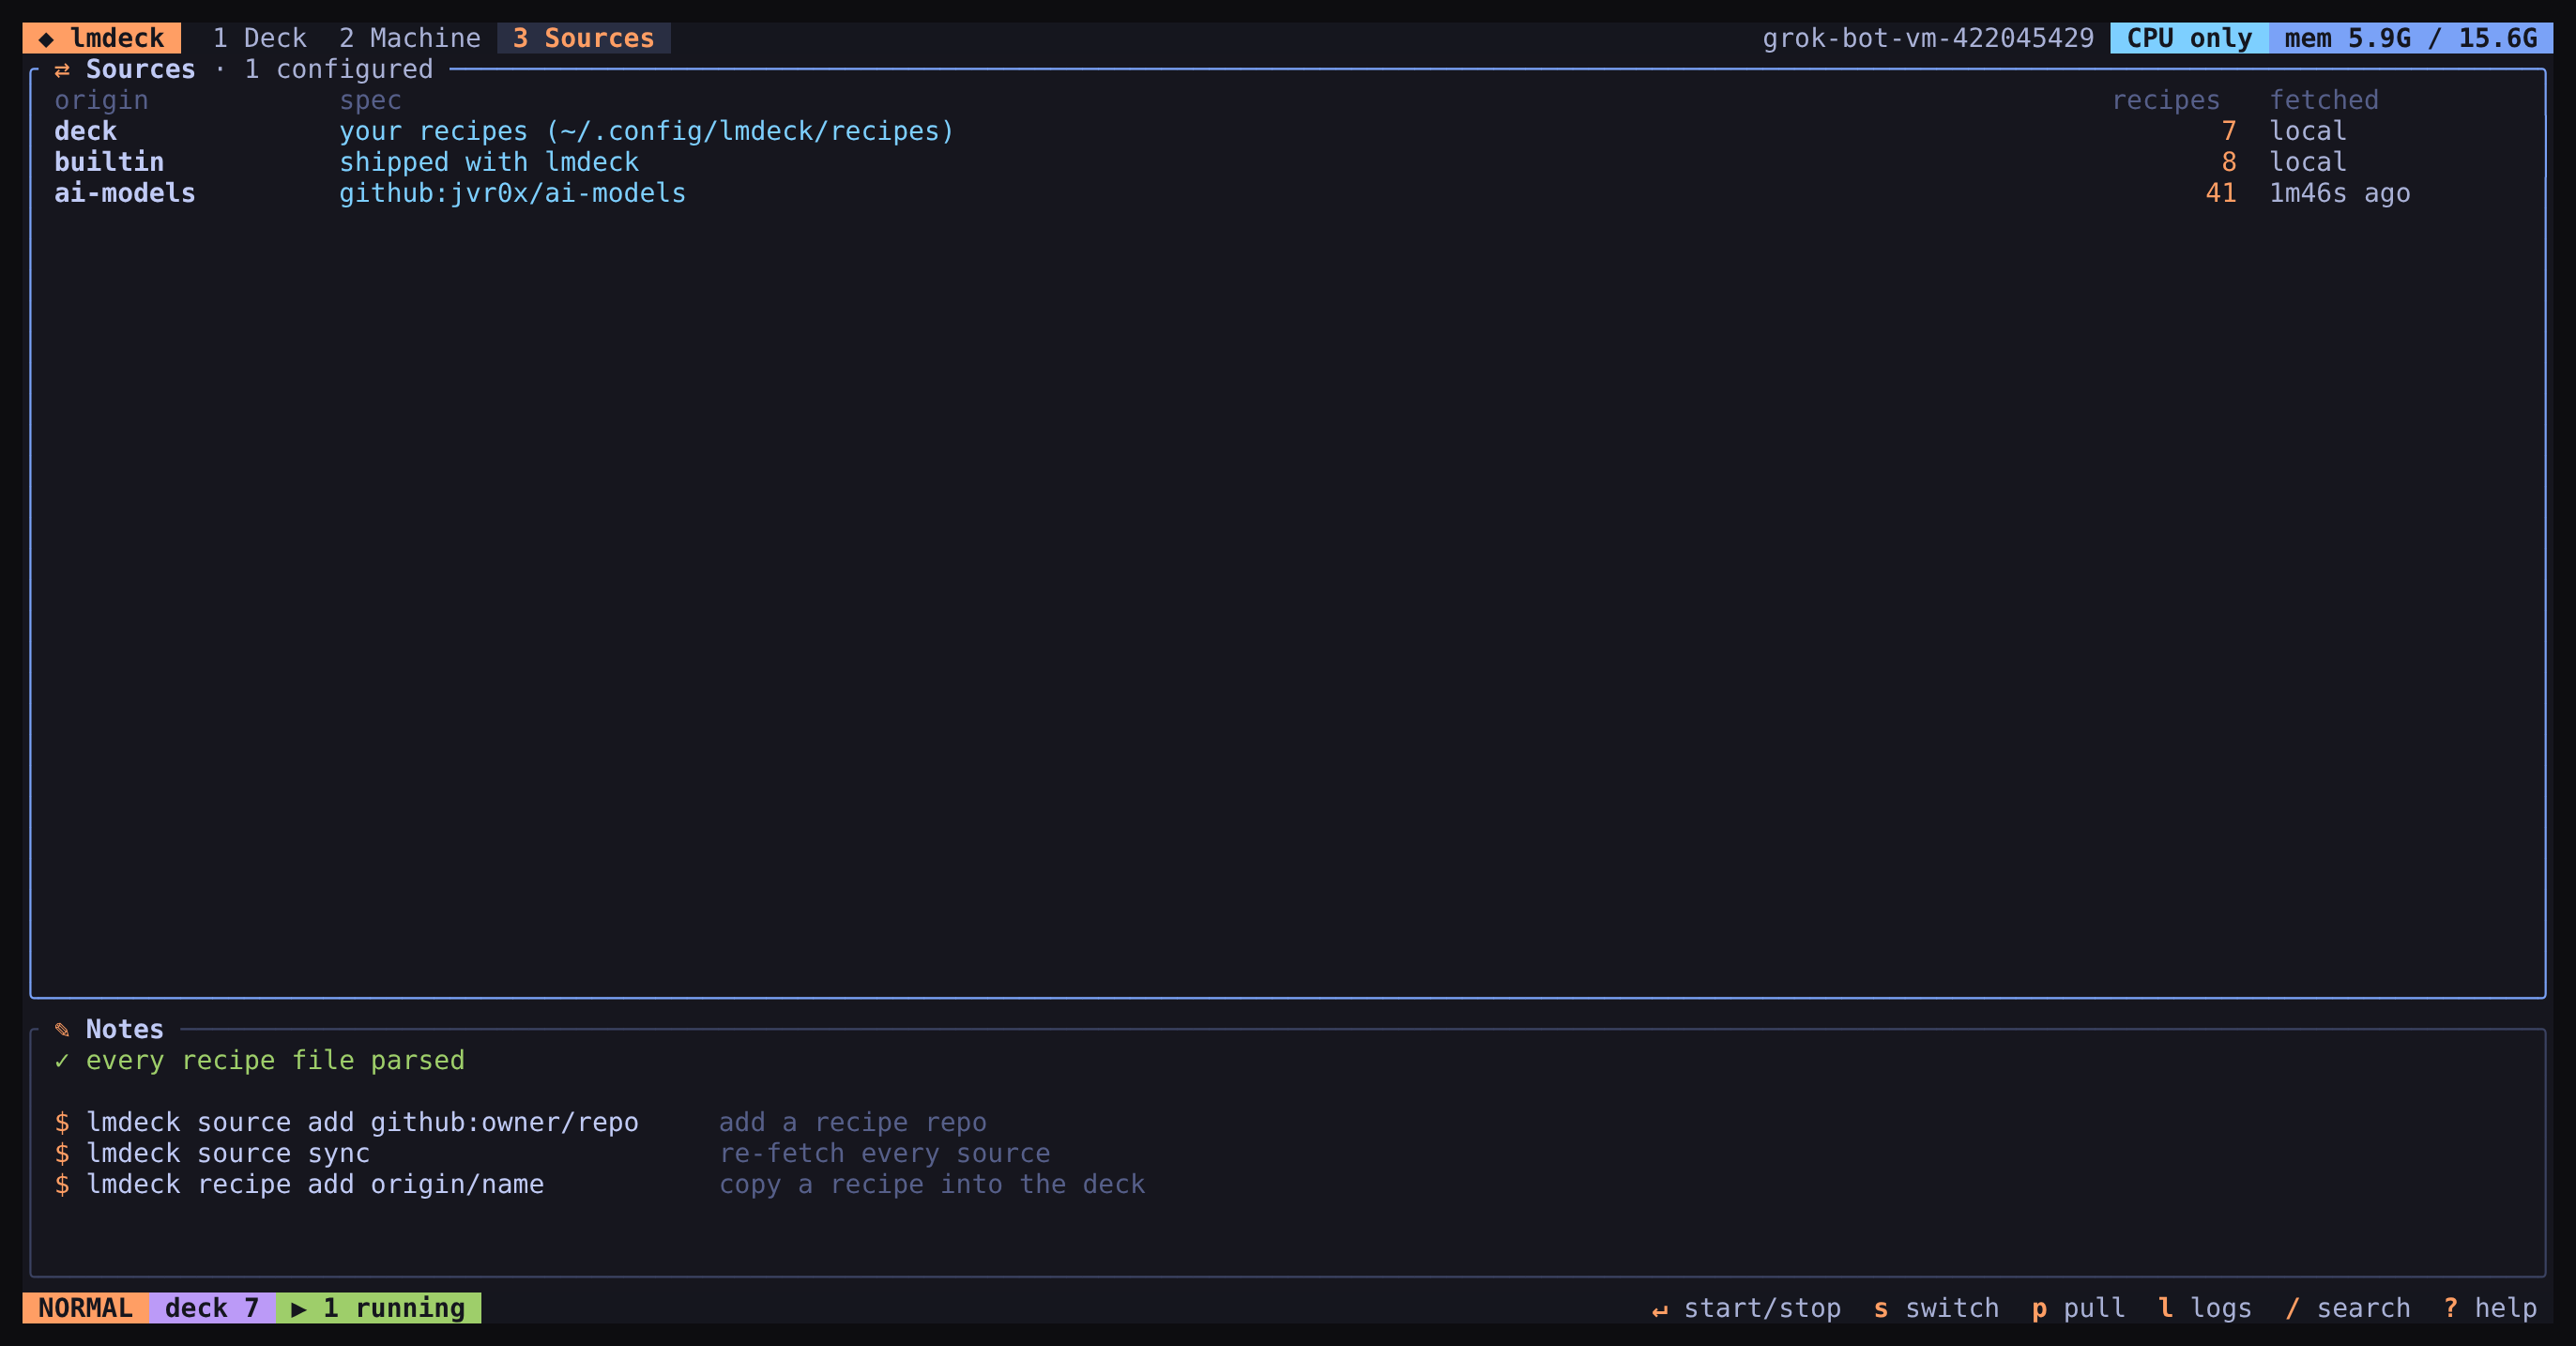 ◆ lmdeck 1 Deck 2 Machine 3 Sources grok-bot-vm-422045429 CPU only mem 5.9G / 15.6G
⇄ Sources · 1 configured
origin spec recipes fetched
deck your recipes (~/.config/lmdeck/recipes) 7 local
builtin shipped with lmdeck 8 local
ai-models github:jvr0x/ai-models 41 1m46s ago
✎ Notes
✓ every recipe file parsed
$ lmdeck source add github:owner/repo add a recipe repo
$ lmdeck source sync re-fetch every source
$ lmdeck recipe add origin/name copy a recipe into the deck
NORMAL deck 7 ▶ 1 running ↵ start/stop s switch p pull l logs / search ? help